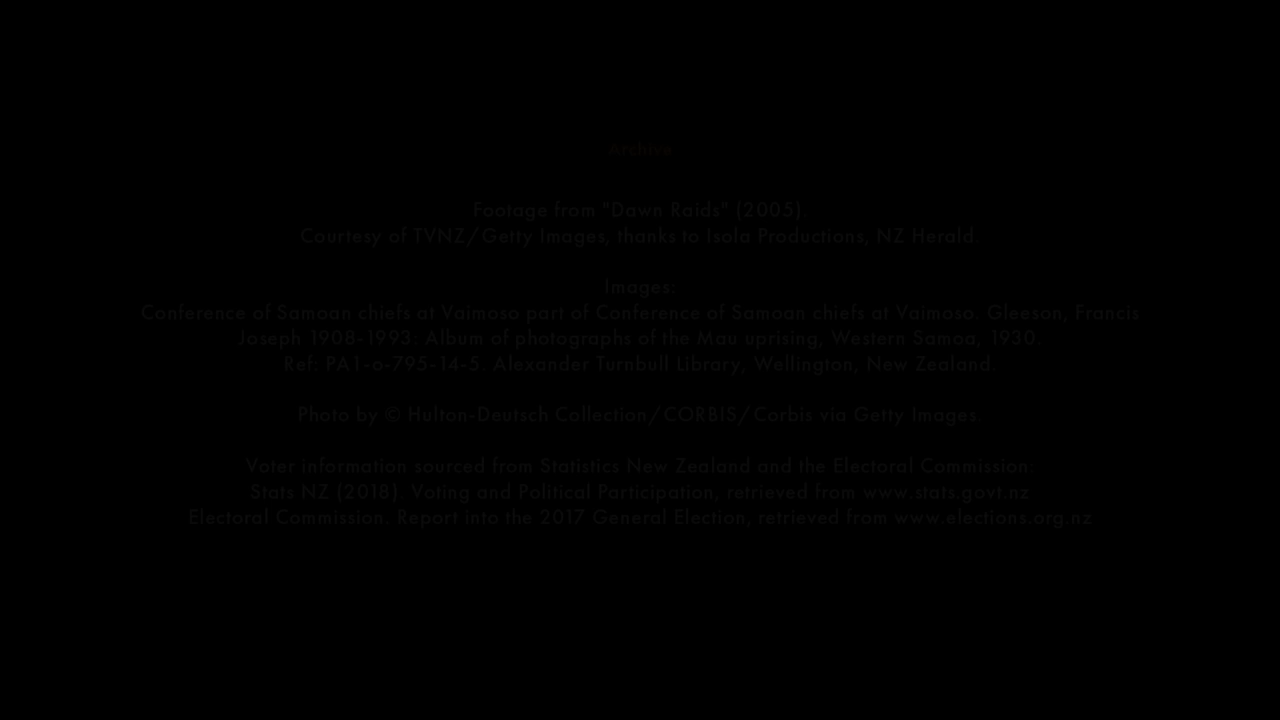 Archive
Footage from "Dawn Raids" (2005)
Courtesy of TVNZ/Getty Images, thanks to Isola Productions, NZ Herald.
Images:
Conference of Samoan chiefs at Vaimoso part of Conference of Samoan chiefs at Vaimoso. Gleeson, Francis
Joseph 1908-1993: Album of photographs of the Mau uprising, Western Samoa, 1930.
Ref: PA1-o-795-14-5. Alexander Turnbull Library, Wellington, New Zealand.
Photo by © Hulton-Deutsch Collection/CORBIS/Corbis via Getty Images.
Voter information sourced from Statistics New Zealand and the Electoral Commission:
Stats NZ (2018). Voting and Political Participation, retrieved from www.stats.govt.nz
Electoral Commission. Report into the 2017 General Election, retrieved from www.elections.org.nz